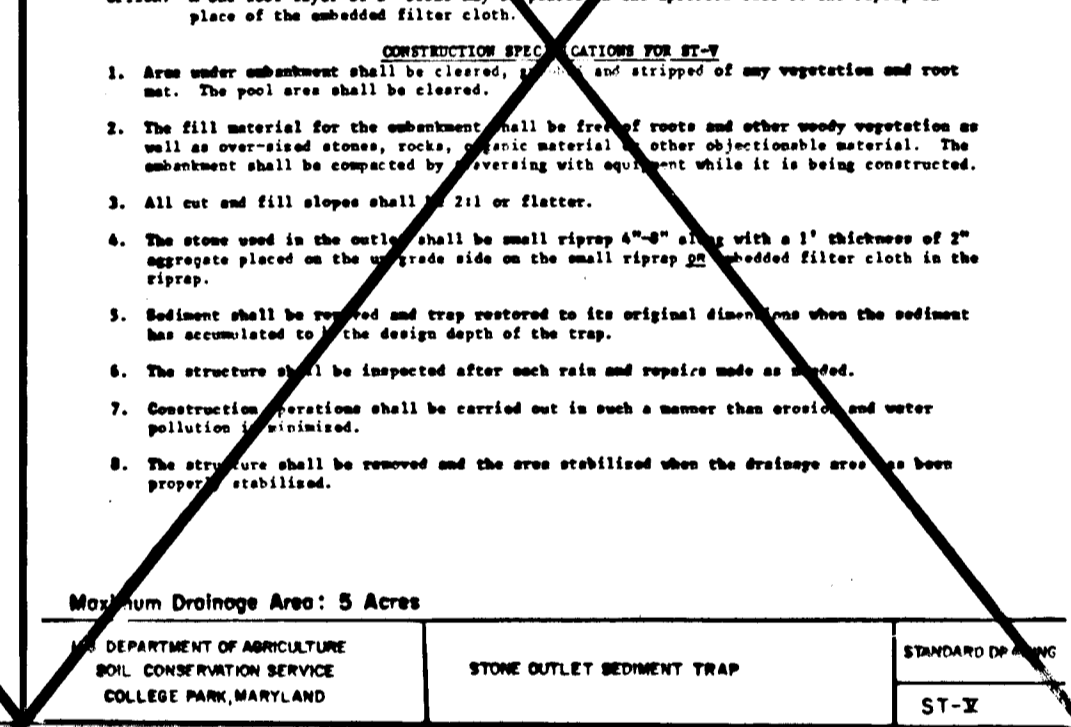 place of the embedded filter cloth.
CONSTRUCTION SPEC CATIONS FOR ST-V
1. Area under embankment shall be cleared, and stripped of any vegetation and root
mat. The pool area shall be cleared.
2. The fill material for the embankment shall be free of roots and other woody vegetation as
well as over-sized stones, rocks, organic material other objectionable material. The
embankment shall be compacted by traversing with equipment while it is being constructed.
3. All cut and fill slopes shall be 2:1 or flatter.
4. The stone used in the outlet shall be small riprap 4"-8" along with a 1' thickness of 2"
aggregate placed on the up-grade side on the small riprap or embedded filter cloth in the
riprap.
5. Sediment shall be removed and trap restored to its original dimensions when the sediment
has accumulated to the design depth of the trap.
6. The structure shall be inspected after each rain and repairs made as needed.
7. Construction operations shall be carried out in such a manner than erosion and water
pollution is minimized.
8. The structure shall be removed and the area stabilized when the drainage area has been
properly stabilized.
Maximum Drainage Area: 5 Acres
DEPARTMENT OF AGRICULTURE
SOIL CONSERVATION SERVICE
COLLEGE PARK, MARYLAND
STONE OUTLET SEDIMENT TRAP
STANDARD DRAWING
ST-V